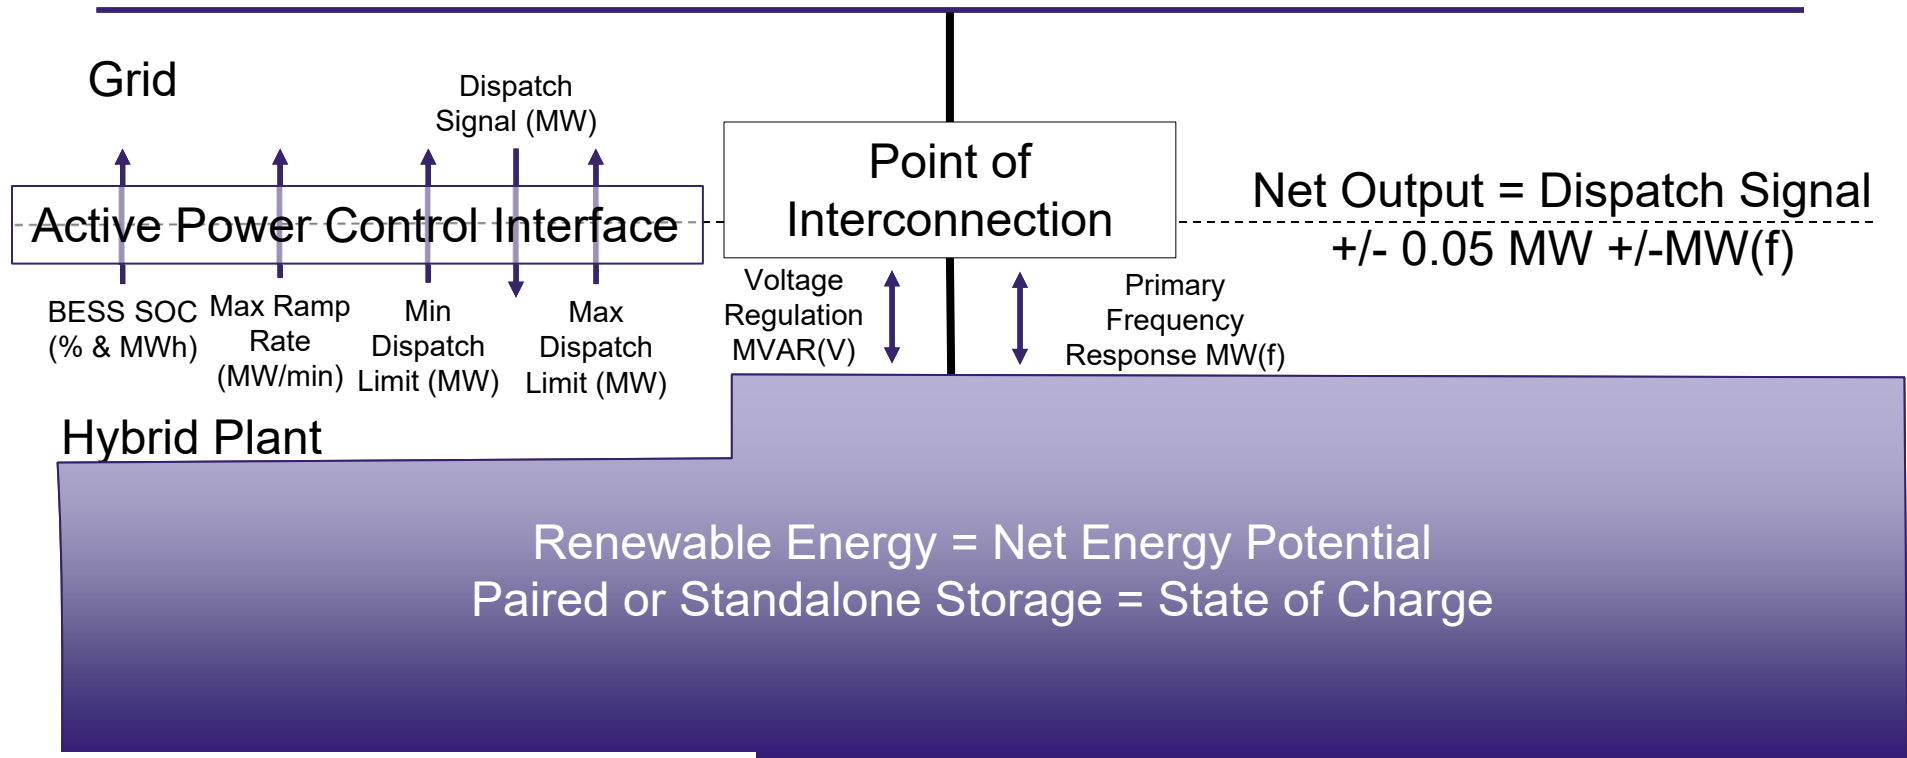 Grid
Dispatch
Signal (MW)
Active Power Control Interface
Point of
Interconnection
Net Output = Dispatch Signal
+/- 0.05 MW +/-MW(f)
BESS SOC
(% & MWh)
Max Ramp
Rate
(MW/min)
Min
Dispatch
Limit (MW)
Max
Dispatch
Limit (MW)
Voltage
Regulation
MVAR(V)
Primary
Frequency
Response MW(f)
Hybrid Plant
Renewable Energy = Net Energy Potential
Paired or Standalone Storage = State of Charge